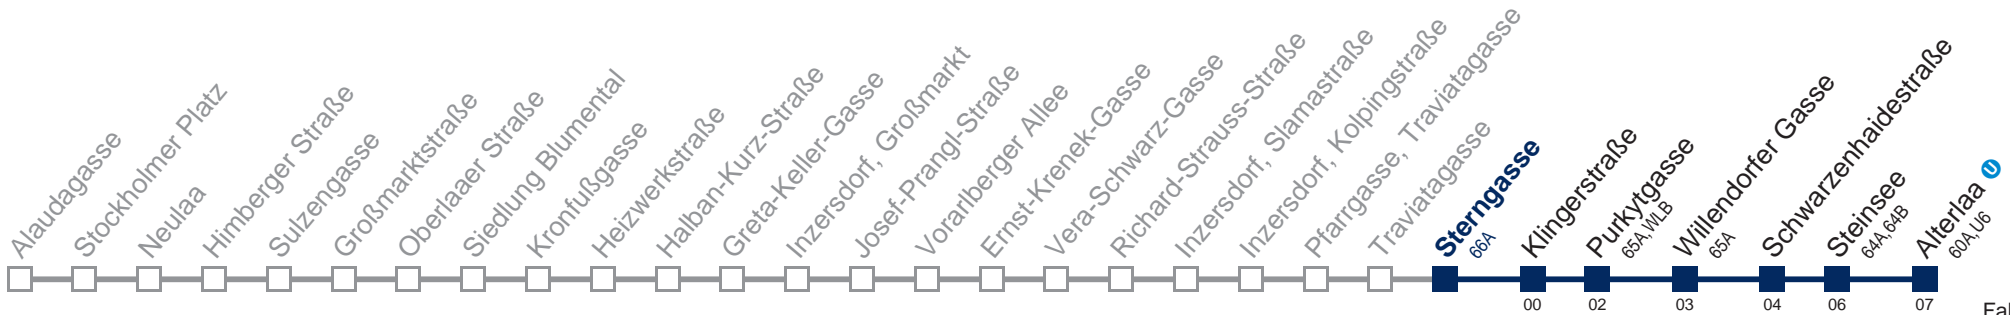 Alaudagasse
Stockholmer Platz
Neulaa
Himberger Straße
Sulzengasse
Großmarktstraße
Oberlaaer Straße
Siedlung Blumental
Kronfußgasse
Heizwerkstraße
Halban-Kurz-Straße
Greta-Keller-Gasse
Inzersdorf, Großmarkt
Josef-Prangl-Straße
Vorarlberger Allee
Ernst-Krenek-Gasse
Vera-Schwarz-Gasse
Richard-Strauss-Straße
Inzersdorf, Slamastraße
Inzersdorf, Kolpingstraße
Pfarrgasse, Traviatagasse
Traviatagasse
Sterngasse
66A
Klingerstraße
Purkytgasse
65A, WLB
Willendorfer Gasse
65A
Schwarzenhaidestraße
Steinsee
64A, 64B
Alterlaa U
60A, U6
00 02 03 04 06 07